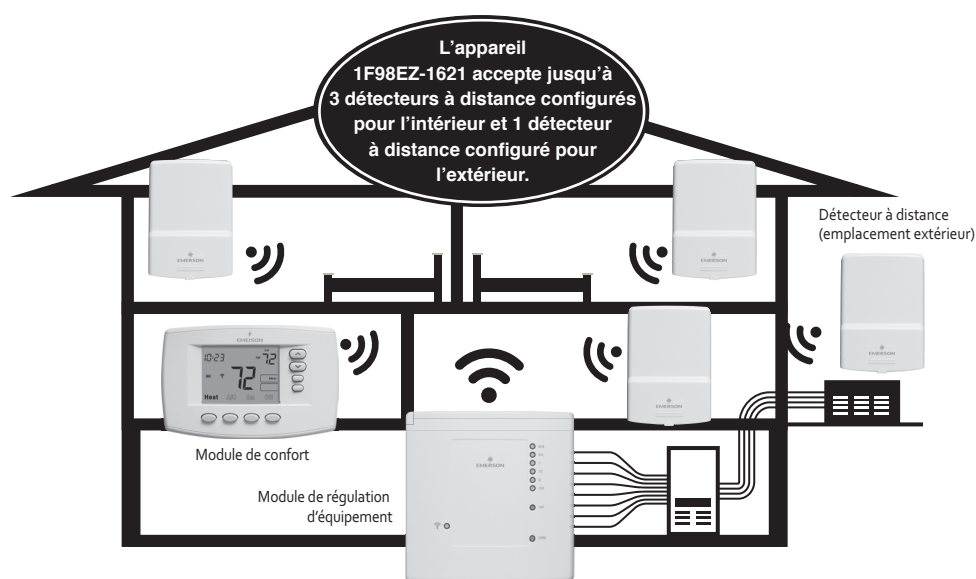 L'appareil
1F98EZ-1621 accepte jusqu'à
3 détecteurs à distance configurés
pour l'intérieur et 1 détecteur
à distance configuré pour
l'extérieur.
EMERSON
EMERSON
Détecteur à distance
(emplacement extérieur)
EMERSON
EMERSON
EMERSON
10:23
72
72
Heat
Module de confort
EMERSON
Module de régulation
d'équipement